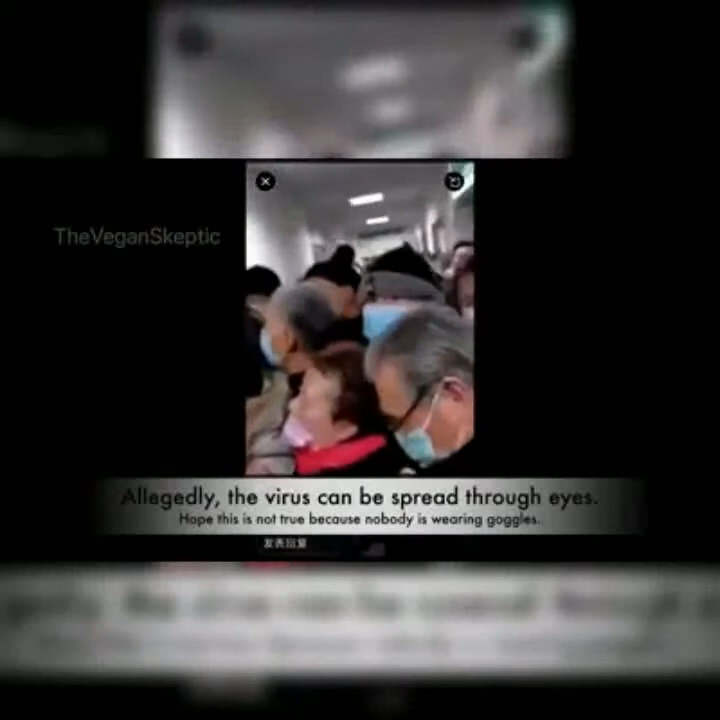 TheVeganSkeptic
Allegedly, the virus can be spread through eyes.
Hope this is not true because nobody is wearing goggles.
发表回复